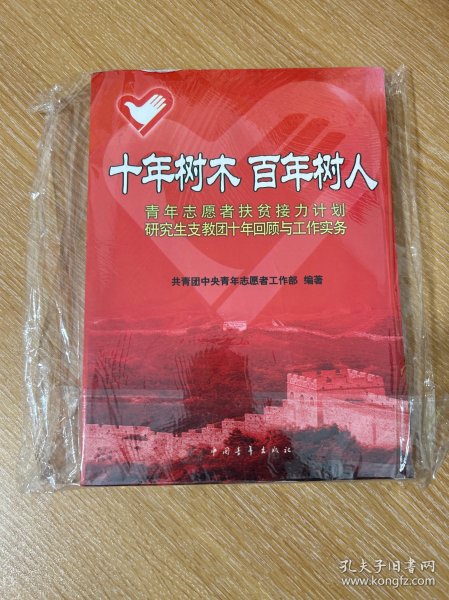 十年树木 百年树人
青年志愿者扶贫接力计划
研究生支教团十年回顾与工作实务
共青团中央青年志愿者工作部 编著
中国青年出版社
孔夫子旧书网
www.kongfz.com